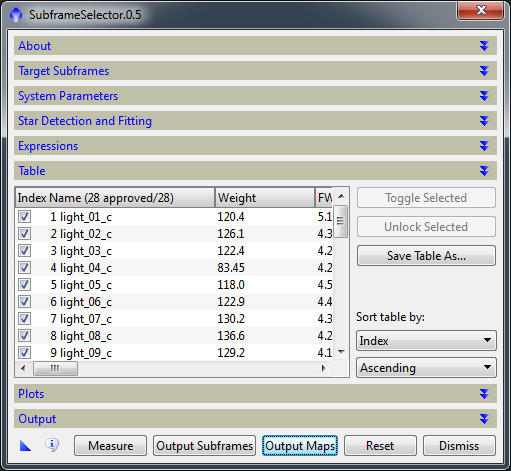 SubframeSelector.0.5
About
Target Subframes
System Parameters
Star Detection and Fitting
Expressions
Table
Index Name (28 approved/28) Weight FW
1 light_01_c 120.4 5.1
2 light_02_c 126.1 4.3
3 light_03_c 122.4 4.2
4 light_04_c 83.45 4.2
5 light_05_c 118.0 4.5
6 light_06_c 122.9 4.4
7 light_07_c 130.2 4.3
8 light_08_c 136.6 4.2
9 light_09_c 129.2 4.1
Toggle Selected
Unlock Selected
Save Table As...
Sort table by:
Index
Ascending
Plots
Output
Measure Output Subframes Output Maps Reset Dismiss